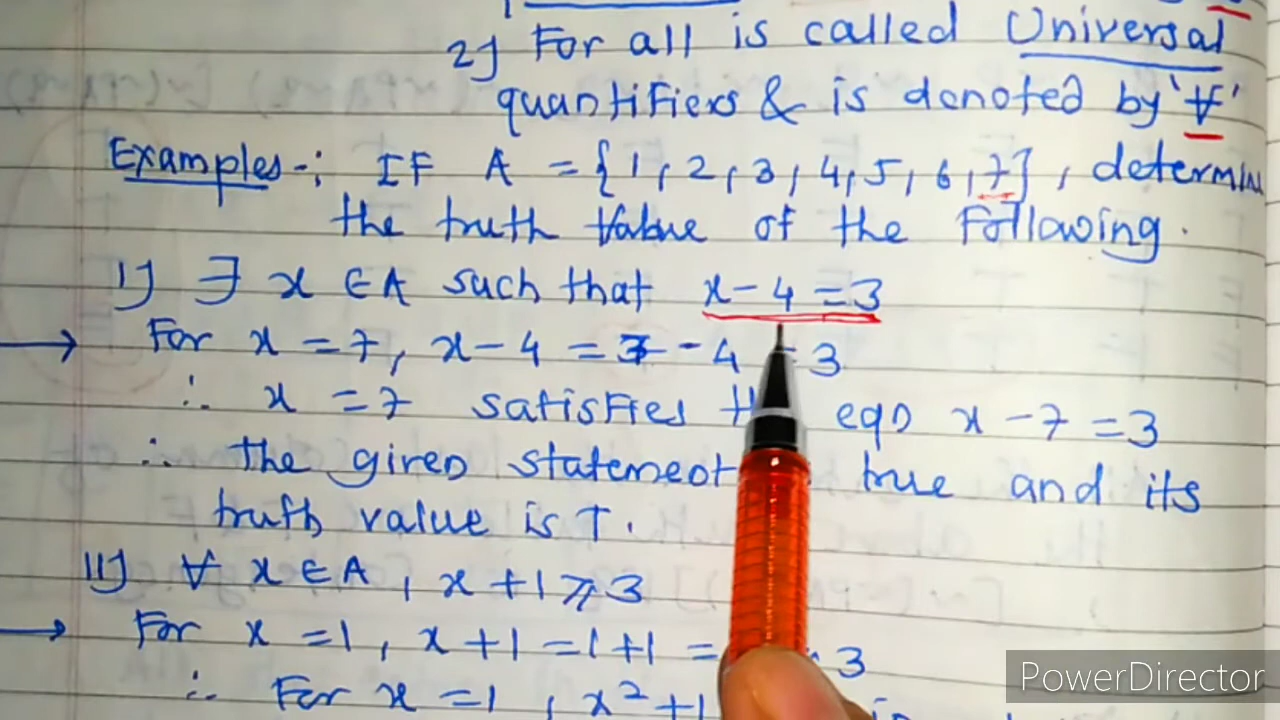 2] For all is called Universal
quantifiers & is denoted by '∀'
Examples -: IF A = {1, 2, 3, 4, 5, 6, 7}, determin
the truth value of the following.
i] ∃ x ∈ A such that x - 4 = 3
→ For x = 7, x - 4 = 7 - 4 = 3
∴ x = 7 satisfies the eqn x - 7 = 3
∴ the given statement true and its
truth value is T.
ii] ∀ x ∈ A, x + 1 ⩾ 3
→ For x = 1, x + 1 = 1 + 1 = 3
∴ For x = 1, x² + 1
PowerDirector